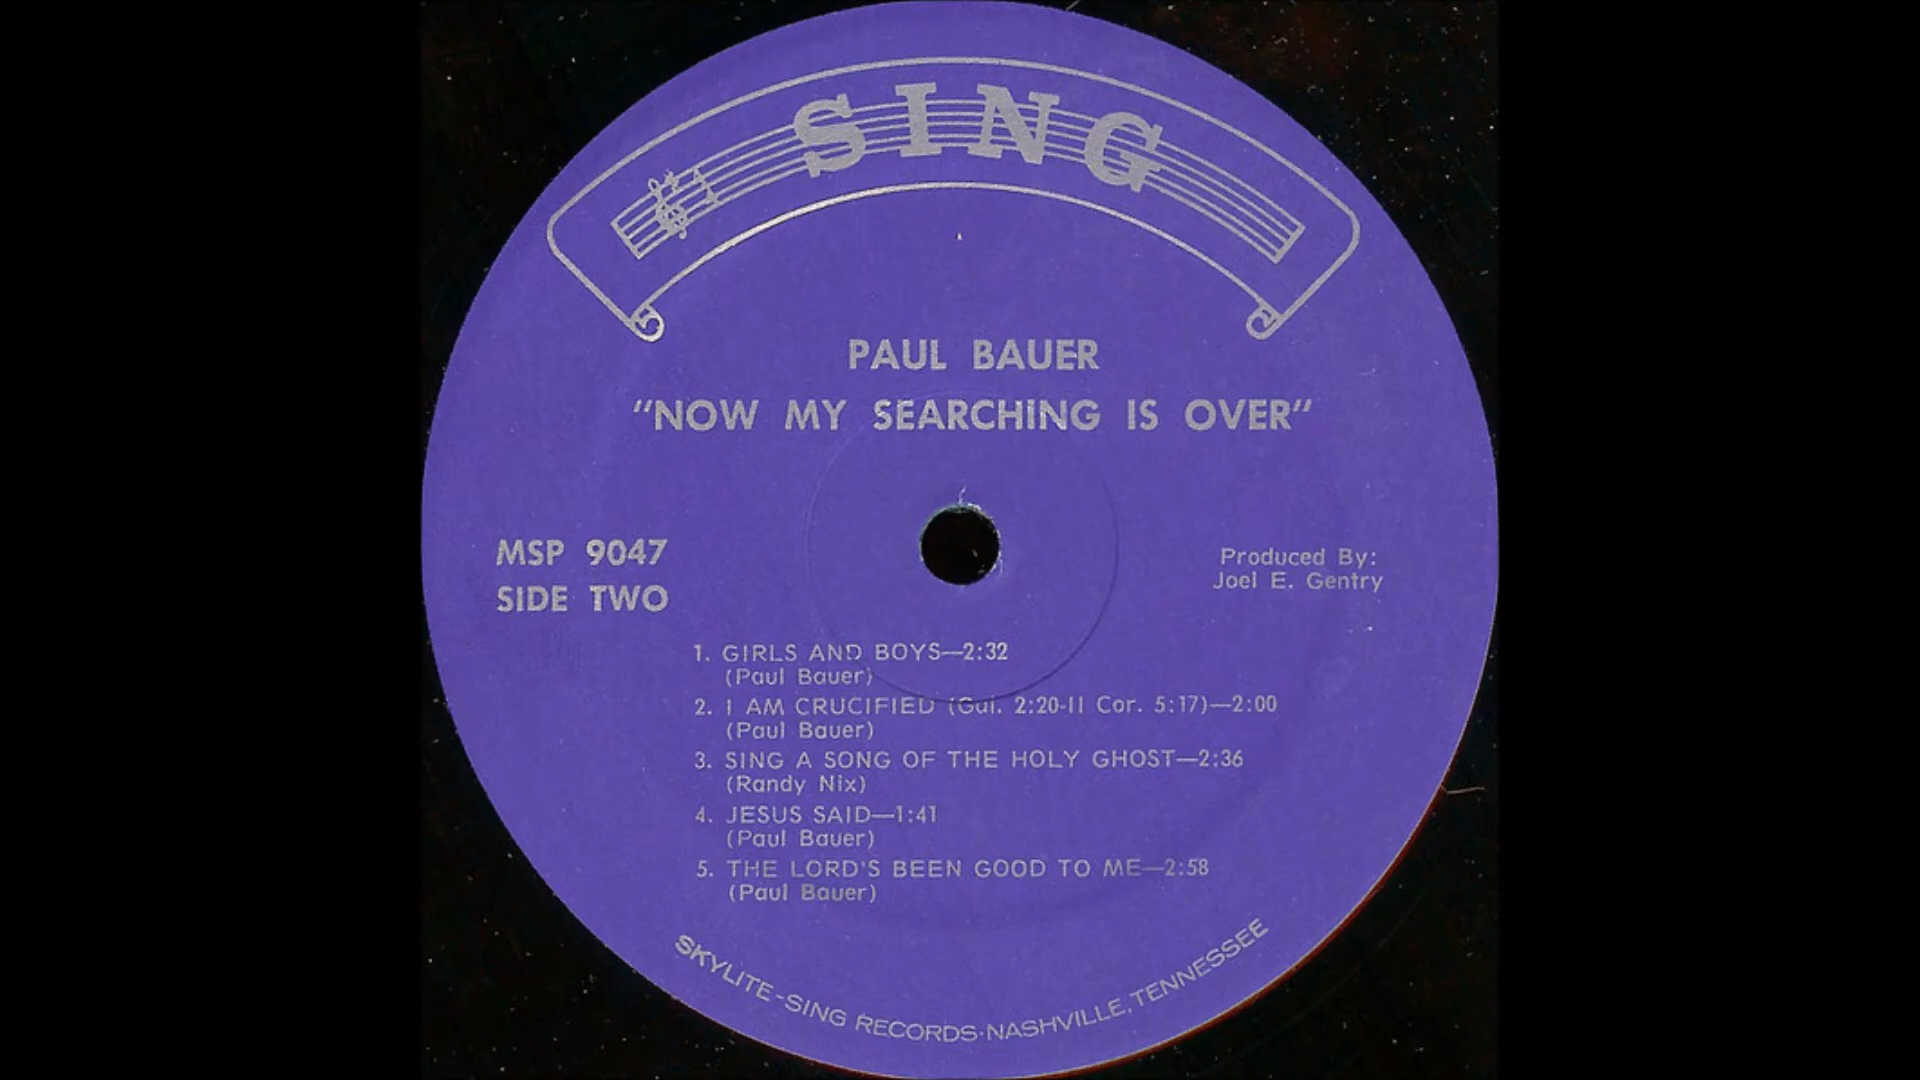 SING
PAUL BAUER
"NOW MY SEARCHING IS OVER"
MSP 9047
SIDE TWO
Produced By:
Joel E. Gentry
1. GIRLS AND BOYS—2:32
(Paul Bauer)
2. I AM CRUCIFIED (Gal. 2:20-II Cor. 5:17)—2:00
(Paul Bauer)
3. SING A SONG OF THE HOLY GHOST—2:36
(Randy Nix)
4. JESUS SAID—1:41
(Paul Bauer)
5. THE LORD'S BEEN GOOD TO ME—2:58
(Paul Bauer)
SKYLITE-SING RECORDS·NASHVILLE, TENNESSEE